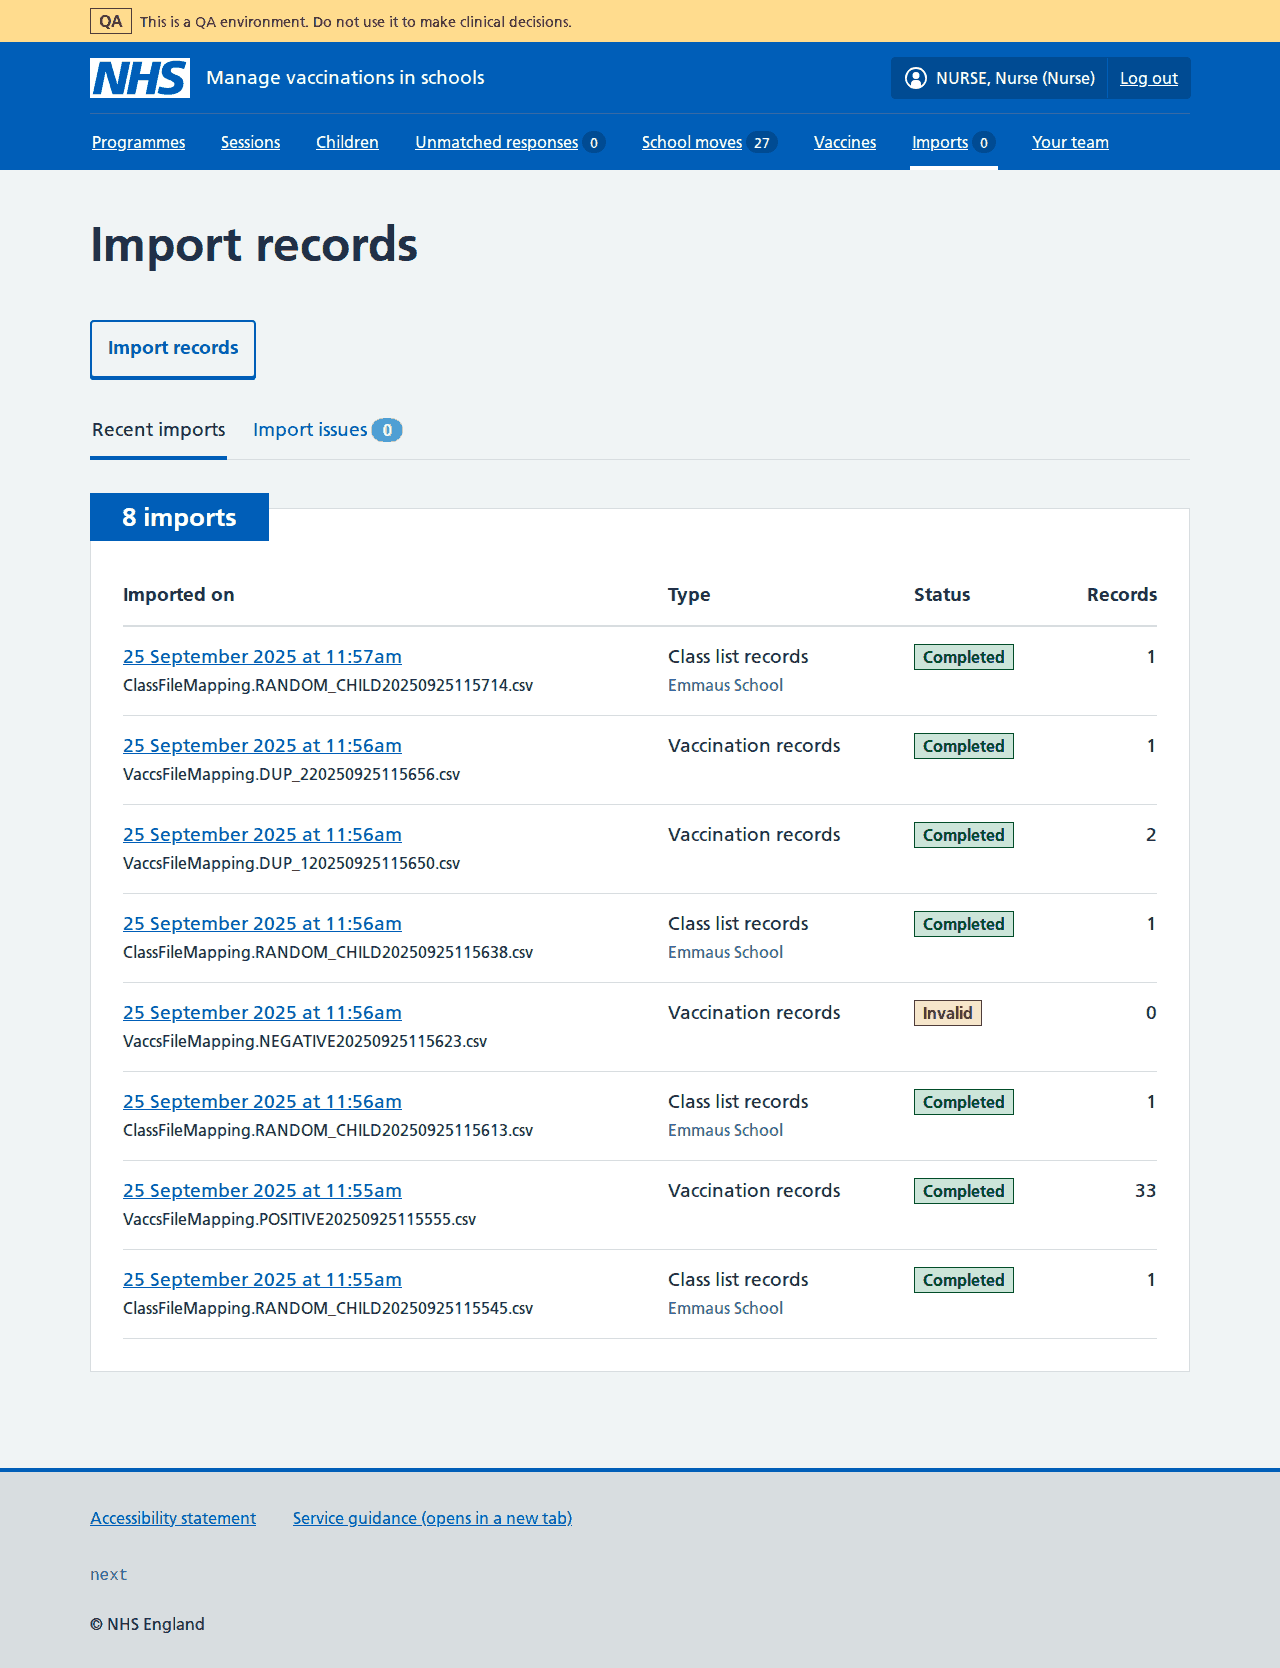 QA This is a QA environment. Do not use it to make clinical decisions.
NHS Manage vaccinations in schools NURSE, Nurse (Nurse) Log out
Programmes Sessions Children Unmatched responses 0 School moves 27 Vaccines Imports 0 Your team
Import records
Import records
Recent imports Import issues 0
8 imports
Imported on Type Status Records
25 September 2025 at 11:57am Class list records Completed 1
ClassFileMapping.RANDOM_CHILD20250925115714.csv Emmaus School
25 September 2025 at 11:56am Vaccination records Completed 1
VaccsFileMapping.DUP_220250925115656.csv
25 September 2025 at 11:56am Vaccination records Completed 2
VaccsFileMapping.DUP_120250925115650.csv
25 September 2025 at 11:56am Class list records Completed 1
ClassFileMapping.RANDOM_CHILD20250925115638.csv Emmaus School
25 September 2025 at 11:56am Vaccination records Invalid 0
VaccsFileMapping.NEGATIVE20250925115623.csv
25 September 2025 at 11:56am Class list records Completed 1
ClassFileMapping.RANDOM_CHILD20250925115613.csv Emmaus School
25 September 2025 at 11:55am Vaccination records Completed 33
VaccsFileMapping.POSITIVE20250925115555.csv
25 September 2025 at 11:55am Class list records Completed 1
ClassFileMapping.RANDOM_CHILD20250925115545.csv Emmaus School
Accessibility statement Service guidance (opens in a new tab)
next
© NHS England